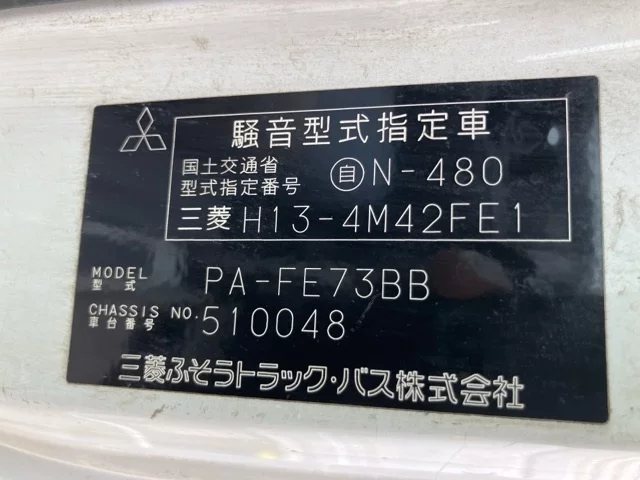 騒音型式指定車
国土交通省
型式指定番号 自 N-480
三菱 H13-4M42FE1
MODEL
型式 PA-FE73BB
CHASSIS NO.
車台番号 510048
三菱ふそうトラック・バス株式会社